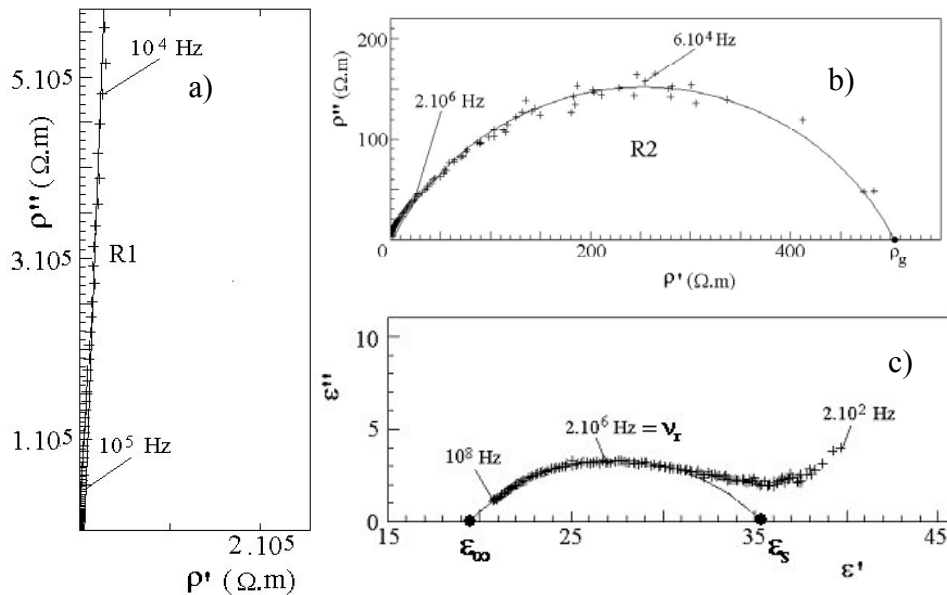 a)
10⁴ Hz
5.10⁵
ρ'' (Ω.m)
3.10⁵
R1
1.10⁵
10⁵ Hz
2.10⁵
ρ' (Ω.m)
b)
200
6.10⁴ Hz
2.10⁶ Hz
ρ'' (Ω.m)
100
R2
0
0 200 400
ρg
ρ' (Ω.m)
c)
10
ε''
2.10² Hz
2.10⁶ Hz = νr
5
10⁸ Hz
0
15 25 35 45
ε∞ εs ε'